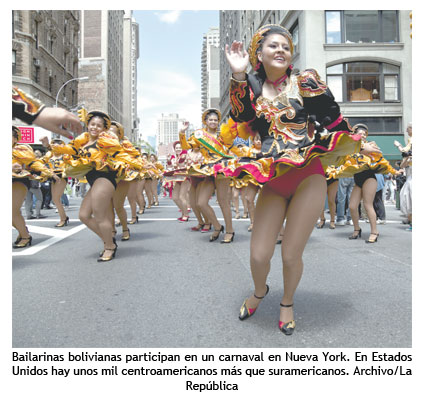 Bailarinas bolivianas participan en un carnaval en Nueva York. En Estados
Unidos hay unos mil centroamericanos más que suramericanos. Archivo/La
República